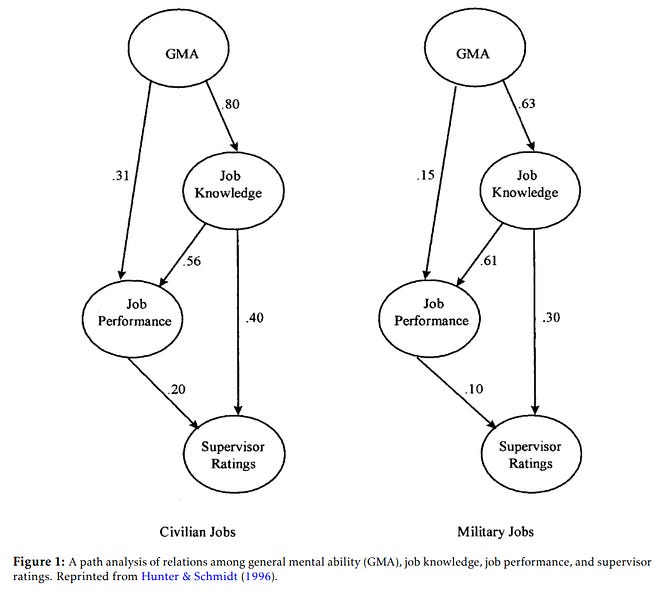 GMA
GMA
.80
.63
.31
.15
Job
Knowledge
Job
Knowledge
.56
.61
Job
Performance
Job
Performance
.40
.30
.20
.10
Supervisor
Ratings
Supervisor
Ratings
Civilian Jobs
Military Jobs
Figure 1: A path analysis of relations among general mental ability (GMA), job knowledge, job performance, and supervisor
ratings. Reprinted from Hunter & Schmidt (1996).